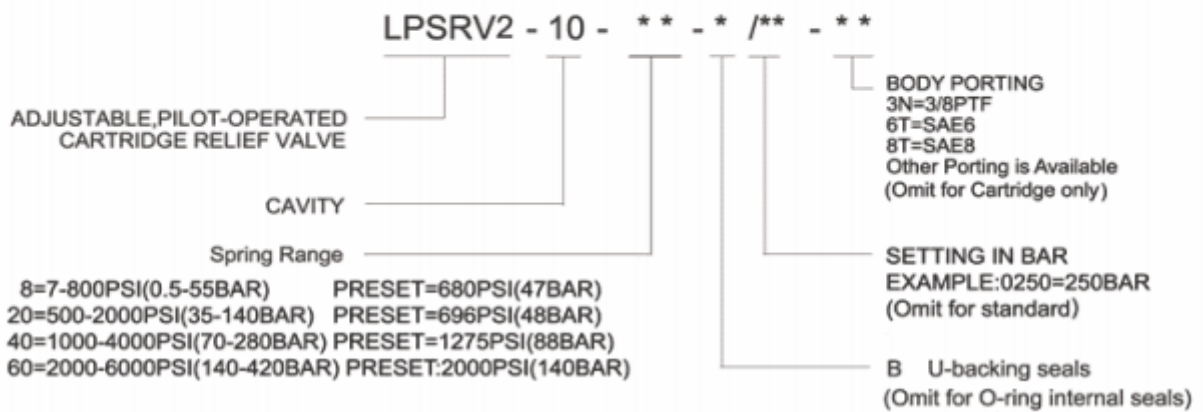 LPSRV2 - 10 - ** - * /** - **
ADJUSTABLE,PILOT-OPERATED
CARTRIDGE RELIEF VALVE
CAVITY
Spring Range
8=7-800PSI(0.5-55BAR) PRESET=680PSI(47BAR)
20=500-2000PSI(35-140BAR) PRESET=696PSI(48BAR)
40=1000-4000PSI(70-280BAR) PRESET=1275PSI(88BAR)
60=2000-6000PSI(140-420BAR) PRESET:2000PSI(140BAR)
BODY PORTING
3N=3/8PTF
6T=SAE6
8T=SAE8
Other Porting is Available
(Omit for Cartridge only)
SETTING IN BAR
EXAMPLE:0250=250BAR
(Omit for standard)
B U-backing seals
(Omit for O-ring internal seals)